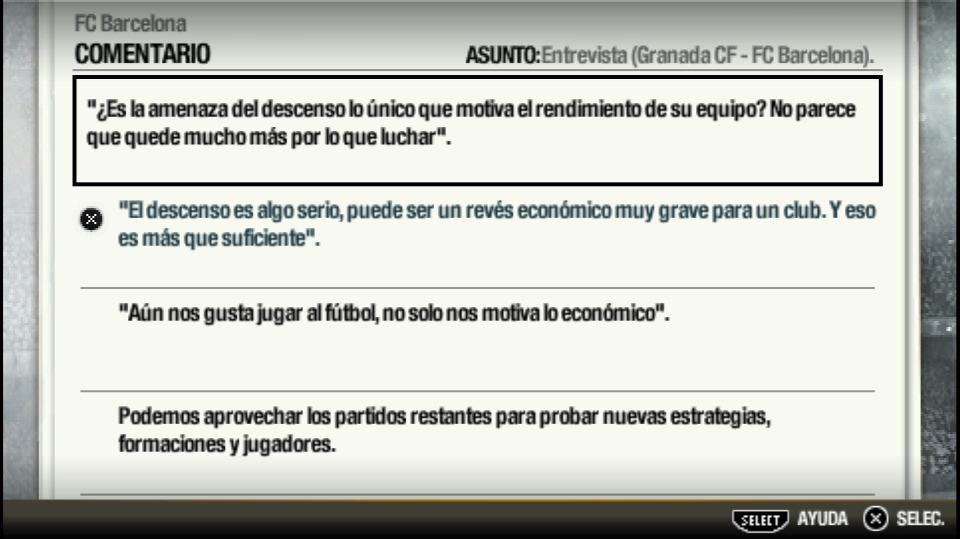 FC Barcelona
COMENTARIO
ASUNTO:Entrevista (Granada CF - FC Barcelona).
"¿Es la amenaza del descenso lo único que motiva el rendimiento de su equipo? No parece
que quede mucho más por lo que luchar".
"El descenso es algo serio, puede ser un revés económico muy grave para un club. Y eso
es más que suficiente".
"Aún nos gusta jugar al fútbol, no solo nos motiva lo económico".
Podemos aprovechar los partidos restantes para probar nuevas estrategias,
formaciones y jugadores.
SELECT AYUDA SELEC.